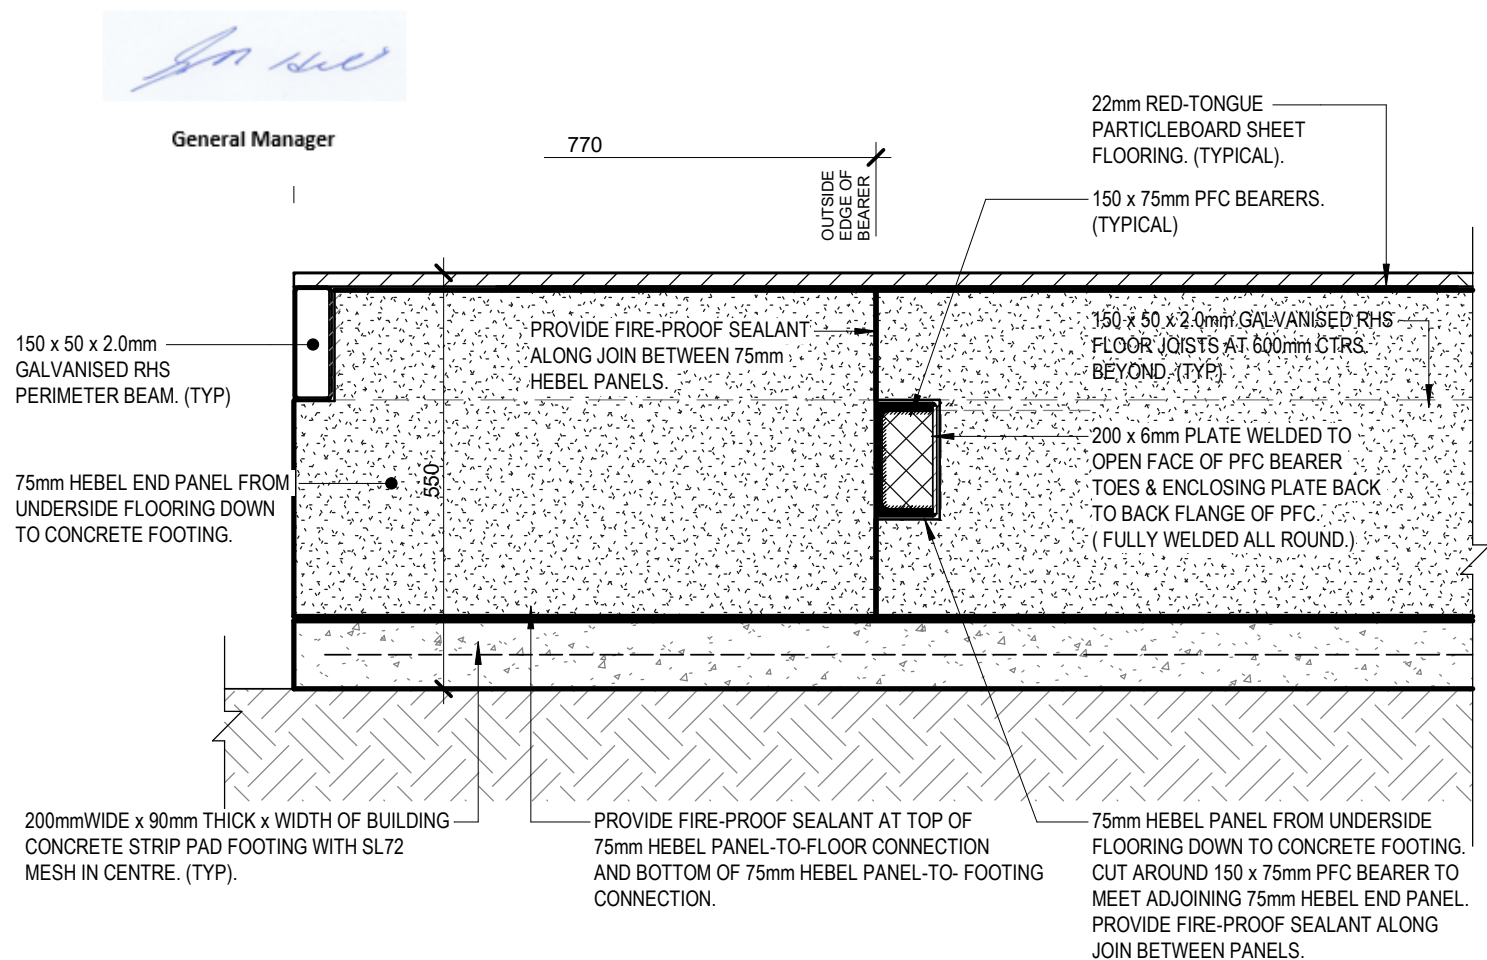 General Manager
770
OUTSIDE
EDGE OF
BEARER
22mm RED-TONGUE
PARTICLEBOARD SHEET
FLOORING. (TYPICAL).
150 x 75mm PFC BEARERS.
(TYPICAL)
150 x 50 x 2.0mm
GALVANISED RHS
PERIMETER BEAM. (TYP)
PROVIDE FIRE-PROOF SEALANT
ALONG JOIN BETWEEN 75mm
HEBEL PANELS.
150 x 50 x 2.0mm GALVANISED RHS
FLOOR JOISTS AT 600mm CTRS.
BEYOND. (TYP)
200 x 6mm PLATE WELDED TO
OPEN FACE OF PFC BEARER
TOES & ENCLOSING PLATE BACK
TO BACK FLANGE OF PFC.
( FULLY WELDED ALL ROUND.)
75mm HEBEL END PANEL FROM
UNDERSIDE FLOORING DOWN
TO CONCRETE FOOTING.
550
200mmWIDE x 90mm THICK x WIDTH OF BUILDING
CONCRETE STRIP PAD FOOTING WITH SL72
MESH IN CENTRE. (TYP).
PROVIDE FIRE-PROOF SEALANT AT TOP OF
75mm HEBEL PANEL-TO-FLOOR CONNECTION
AND BOTTOM OF 75mm HEBEL PANEL-TO- FOOTING
CONNECTION.
75mm HEBEL PANEL FROM UNDERSIDE
FLOORING DOWN TO CONCRETE FOOTING.
CUT AROUND 150 x 75mm PFC BEARER TO
MEET ADJOINING 75mm HEBEL END PANEL.
PROVIDE FIRE-PROOF SEALANT ALONG
JOIN BETWEEN PANELS.